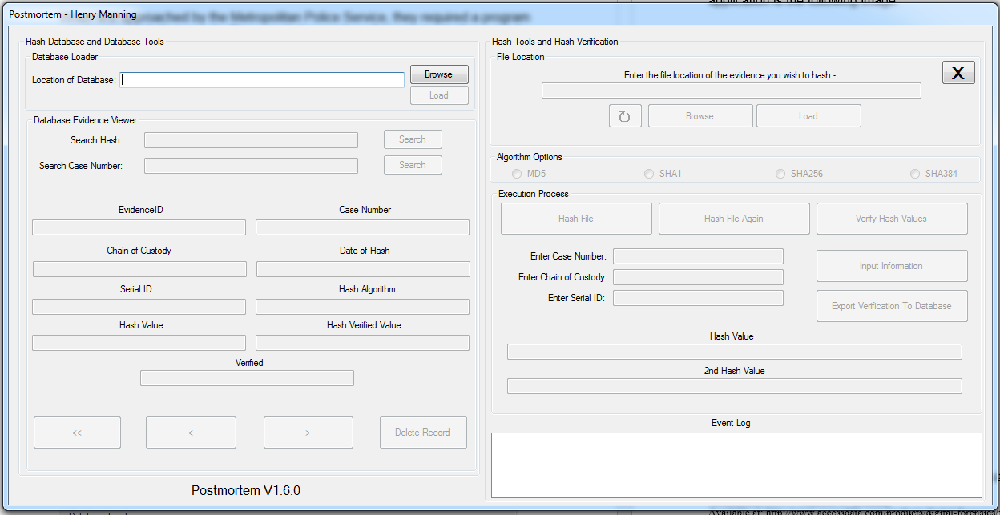 application is the following image
Postmortem - Henry Manning
approached by the Metropolitan Police Service, they required a program
Hash Database and Database Tools
Database Loader
Location of Database:
Browse
Load
Database Evidence Viewer
Search Hash:
Search
Search Case Number:
Search
EvidenceID
Case Number
Chain of Custody
Date of Hash
Serial ID
Hash Algorithm
Hash Value
Hash Verified Value
Verified
<<
<
>
Delete Record
Postmortem V1.6.0
Hash Tools and Hash Verification
File Location
X
Enter the file location of the evidence you wish to hash -
Browse
Load
Algorithm Options
MD5
SHA1
SHA256
SHA384
Execution Process
Hash File
Hash File Again
Verify Hash Values
Enter Case Number:
Input Information
Enter Chain of Custody:
Enter Serial ID:
Export Verification To Database
Hash Value
2nd Hash Value
Event Log
Available at: http://www.accessdata.com/products/digital-forensics